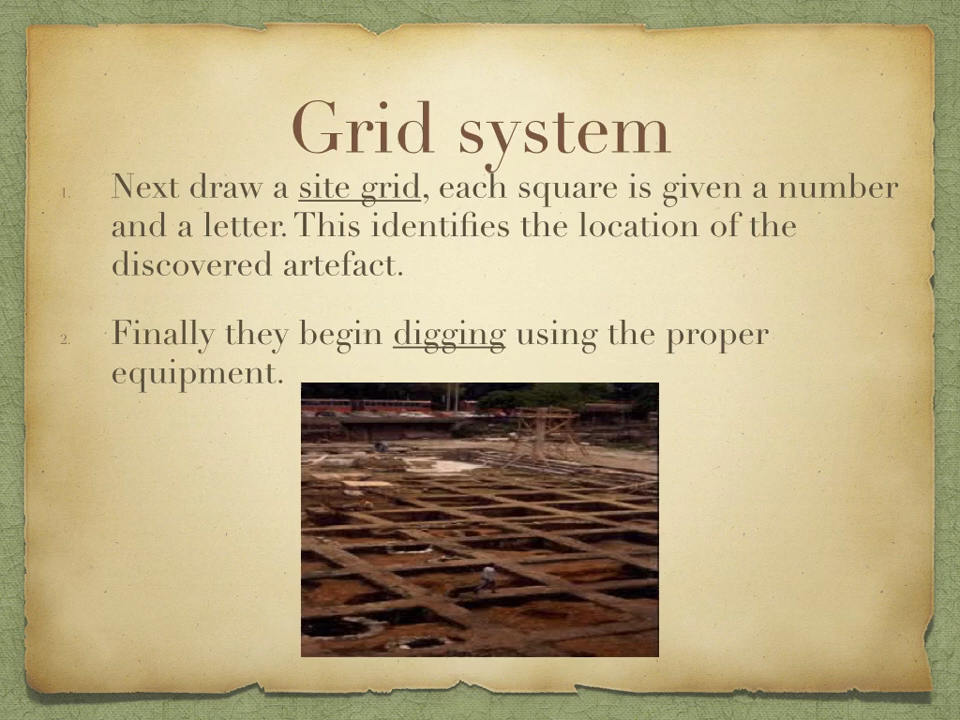 Grid system
1. Next draw a site grid, each square is given a number
and a letter. This identifies the location of the
discovered artefact.
2. Finally they begin digging using the proper
equipment.